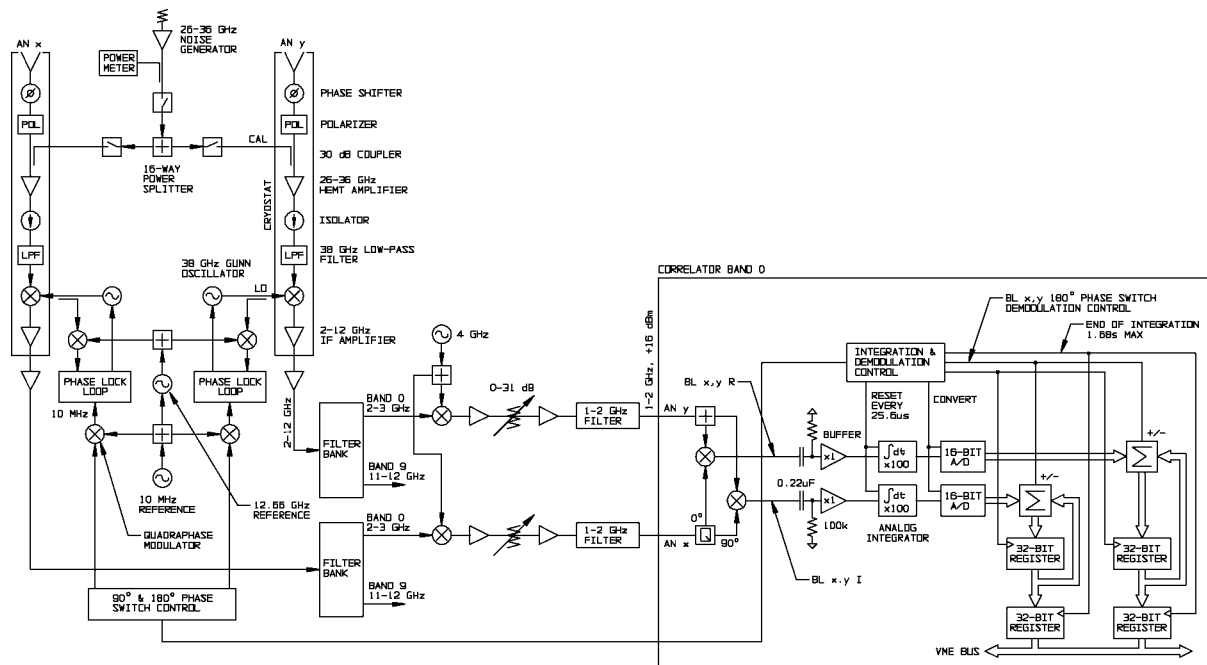 AN x
26-36 GHz
NOISE
GENERATOR
AN y
POWER
METER
PHASE SHIFTER
POL
POL
POLARIZER
CAL
30 dB COUPLER
16-WAY
POWER
SPLITTER
26-36 GHz
HEMT AMPLIFIER
CRYOSTAT
ISOLATOR
LPF
LPF
38 GHz LOW-PASS
FILTER
38 GHz GUNN
OSCILLATOR
LO
2-12 GHz
IF AMPLIFIER
PHASE LOCK
LOOP
PHASE LOCK
LOOP
10 MHz
2-12 GHz
10 MHz
REFERENCE
12.66 GHz
REFERENCE
QUADRAPHASE
MODULATOR
90° & 180° PHASE
SWITCH CONTROL
FILTER
BANK
BAND 0
2-3 GHz
BAND 9
11-12 GHz
FILTER
BANK
BAND 0
2-3 GHz
BAND 9
11-12 GHz
4 GHz
0-31 dB
1-2 GHz
FILTER
1-2 GHz
FILTER
1-2 GHz, +16 dBm
CORRELATOR BAND 0
AN y
AN x
0°
Q
90°
BL x,y R
BL x.y I
BUFFER
x1
0.22uF
x1
100k
INTEGRATION &
DEMODULATION
CONTROL
RESET
EVERY
25.6us
CONVERT
∫dt
x100
16-BIT
A/D
∫dt
x100
16-BIT
A/D
ANALOG
INTEGRATOR
BL x,y 180° PHASE SWITCH
DEMODULATION CONTROL
END OF INTEGRATION
1.68s MAX
+/-
Σ
+/-
Σ
32-BIT
REGISTER
32-BIT
REGISTER
32-BIT
REGISTER
32-BIT
REGISTER
VME BUS